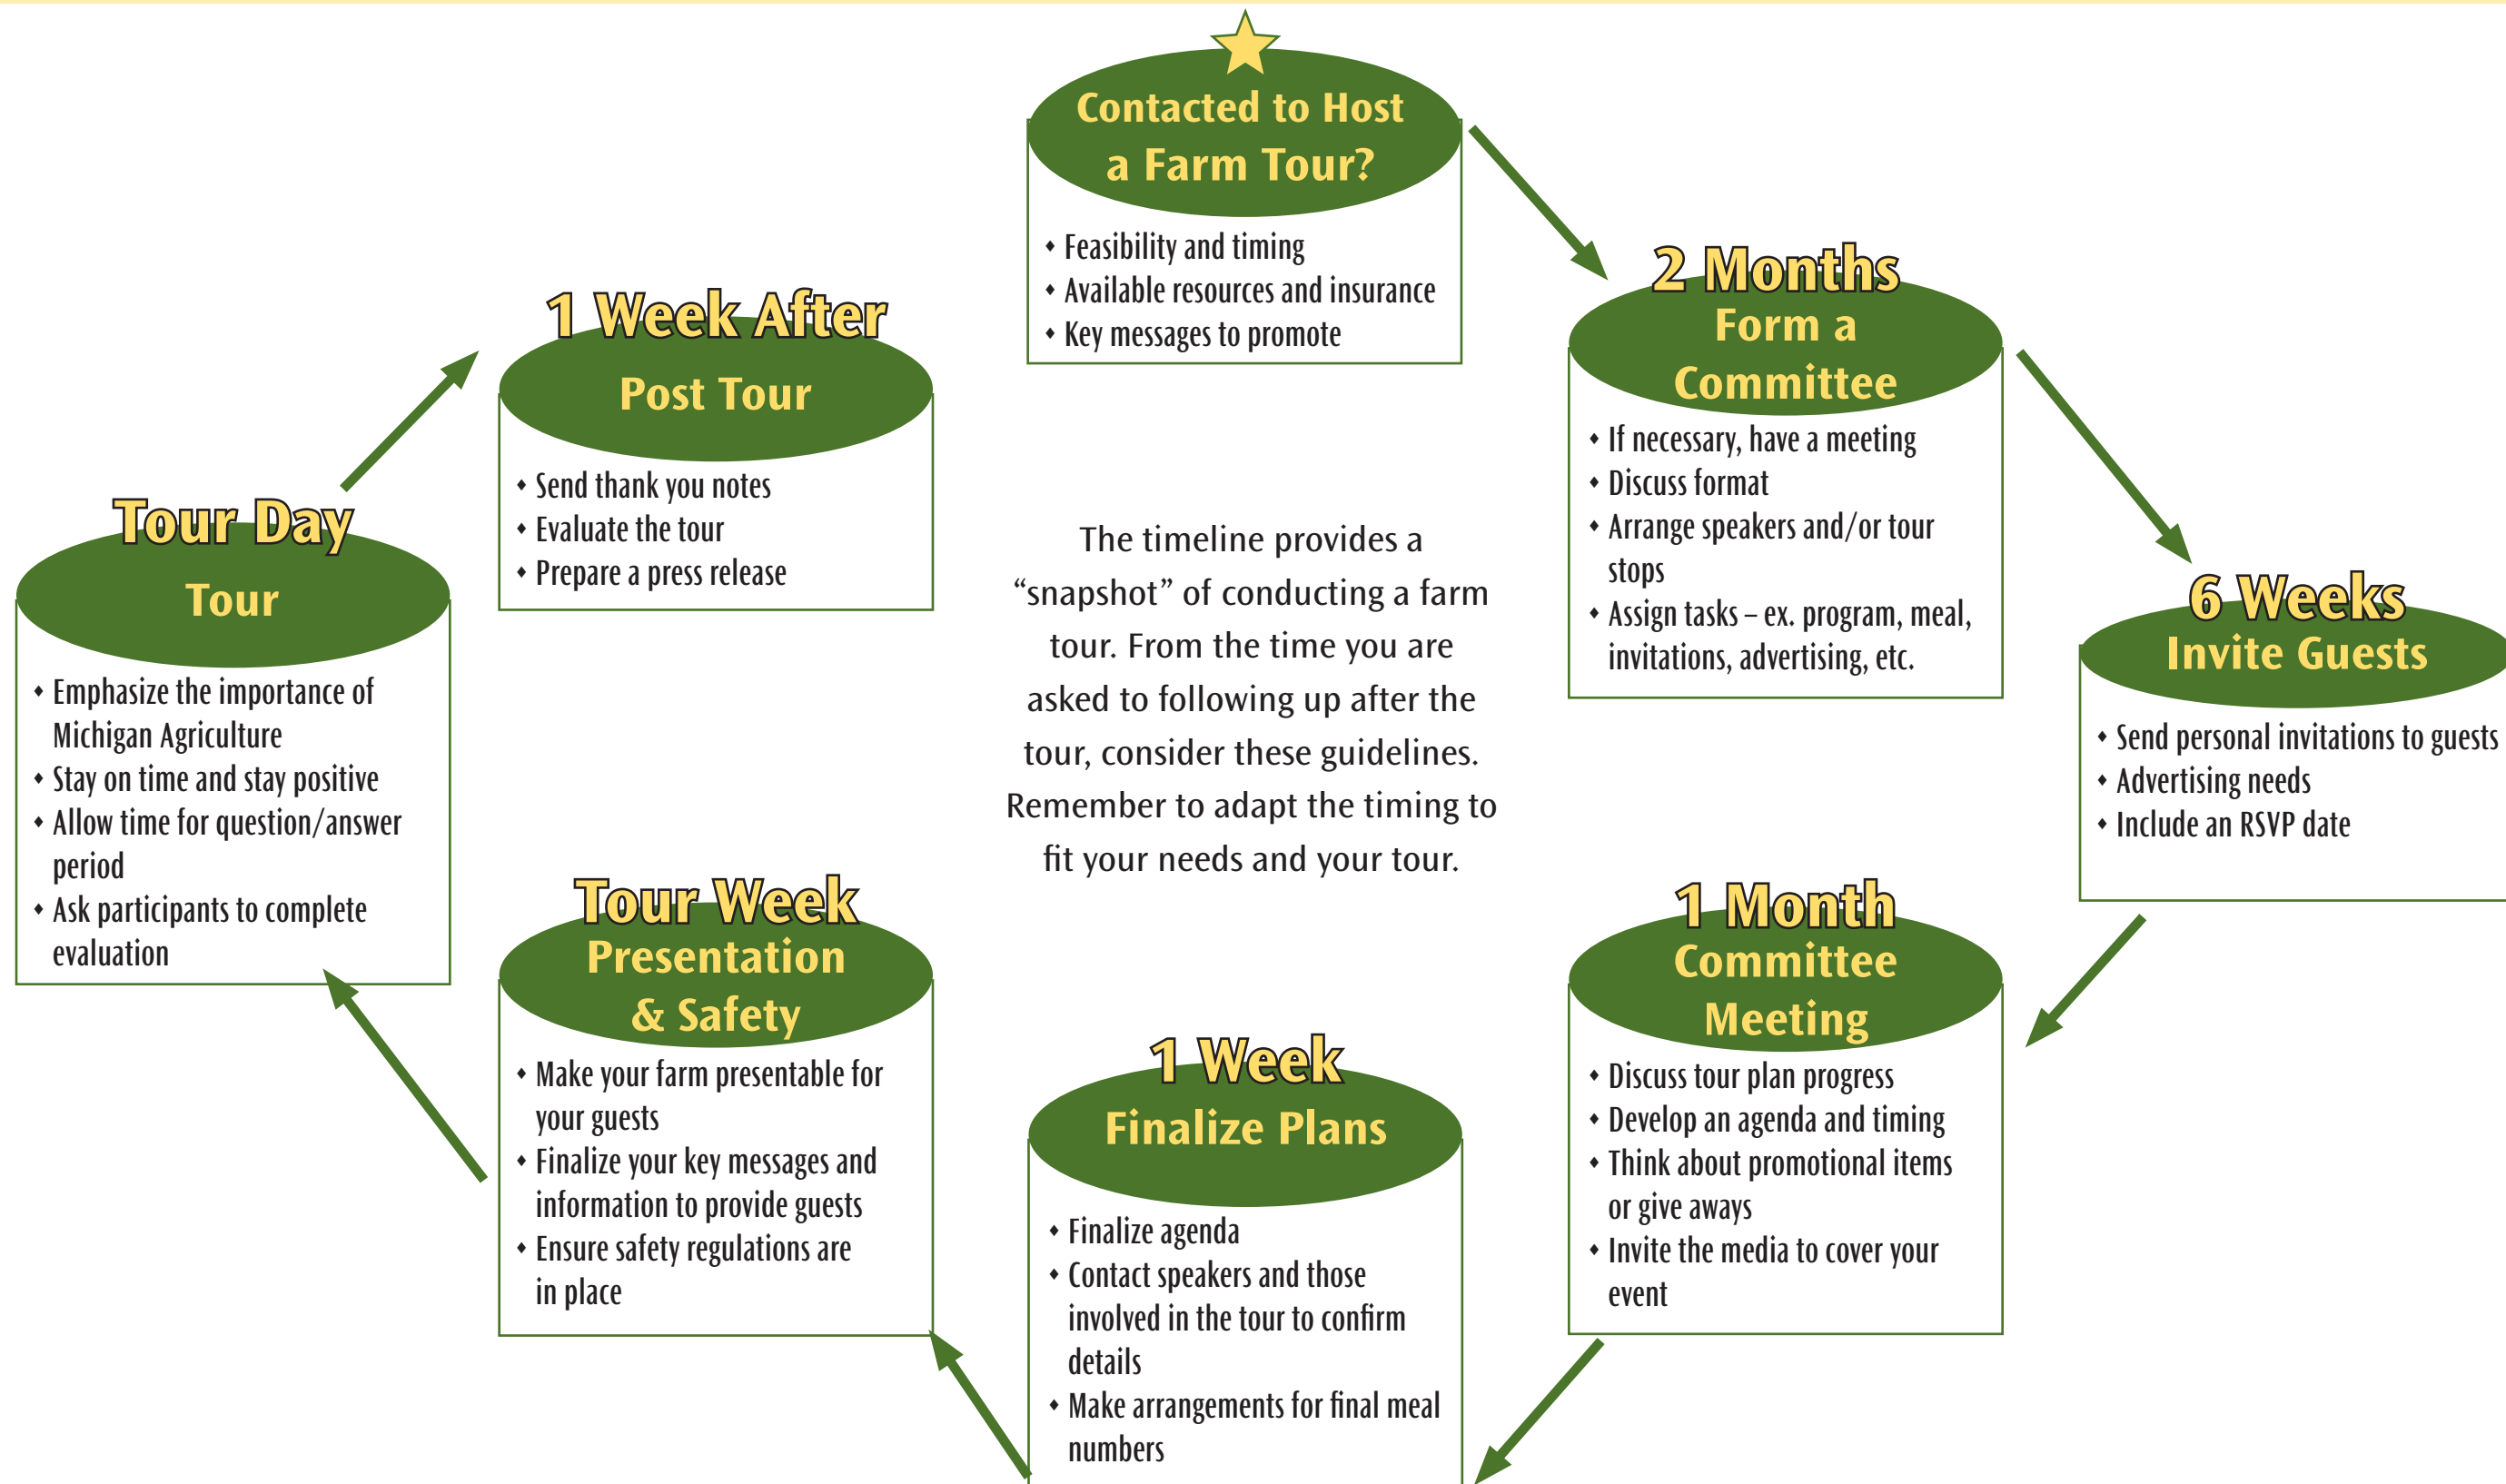 Contacted to Host
a Farm Tour?
⬩ Feasibility and timing
⬩ Available resources and insurance
⬩ Key messages to promote
2 Months
Form a
Committee
⬩ If necessary, have a meeting
⬩ Discuss format
⬩ Arrange speakers and/or tour
stops
⬩ Assign tasks – ex. program, meal,
invitations, advertising, etc.
6 Weeks
Invite Guests
⬩ Send personal invitations to guests
⬩ Advertising needs
⬩ Include an RSVP date
1 Month
Committee
Meeting
⬩ Discuss tour plan progress
⬩ Develop an agenda and timing
⬩ Think about promotional items
or give aways
⬩ Invite the media to cover your
event
1 Week
Finalize Plans
⬩ Finalize agenda
⬩ Contact speakers and those
involved in the tour to confirm
details
⬩ Make arrangements for final meal
numbers
Tour Week
Presentation
& Safety
⬩ Make your farm presentable for
your guests
⬩ Finalize your key messages and
information to provide guests
⬩ Ensure safety regulations are
in place
Tour Day
Tour
⬩ Emphasize the importance of
Michigan Agriculture
⬩ Stay on time and stay positive
⬩ Allow time for question/answer
period
⬩ Ask participants to complete
evaluation
1 Week After
Post Tour
⬩ Send thank you notes
⬩ Evaluate the tour
⬩ Prepare a press release
The timeline provides a
“snapshot” of conducting a farm
tour. From the time you are
asked to following up after the
tour, consider these guidelines.
Remember to adapt the timing to
fit your needs and your tour.